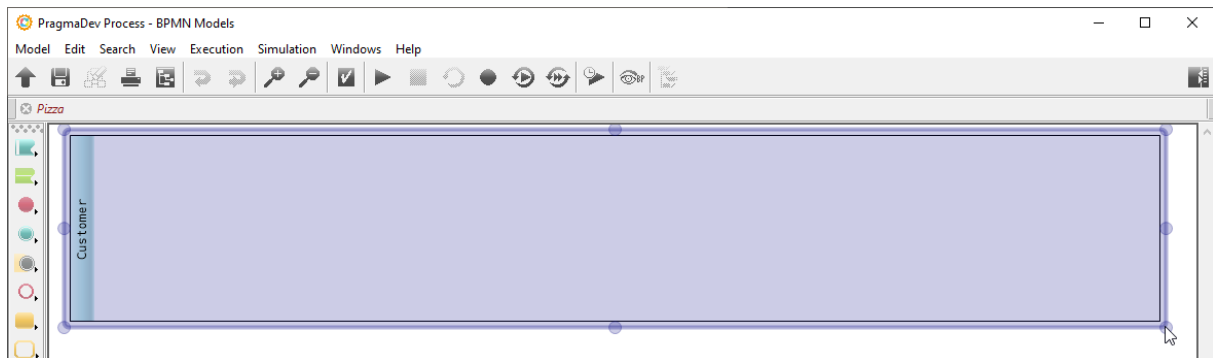 PragmaDev Process - BPMN Models
Model Edit Search View Execution Simulation Windows Help
Pizza
Customer